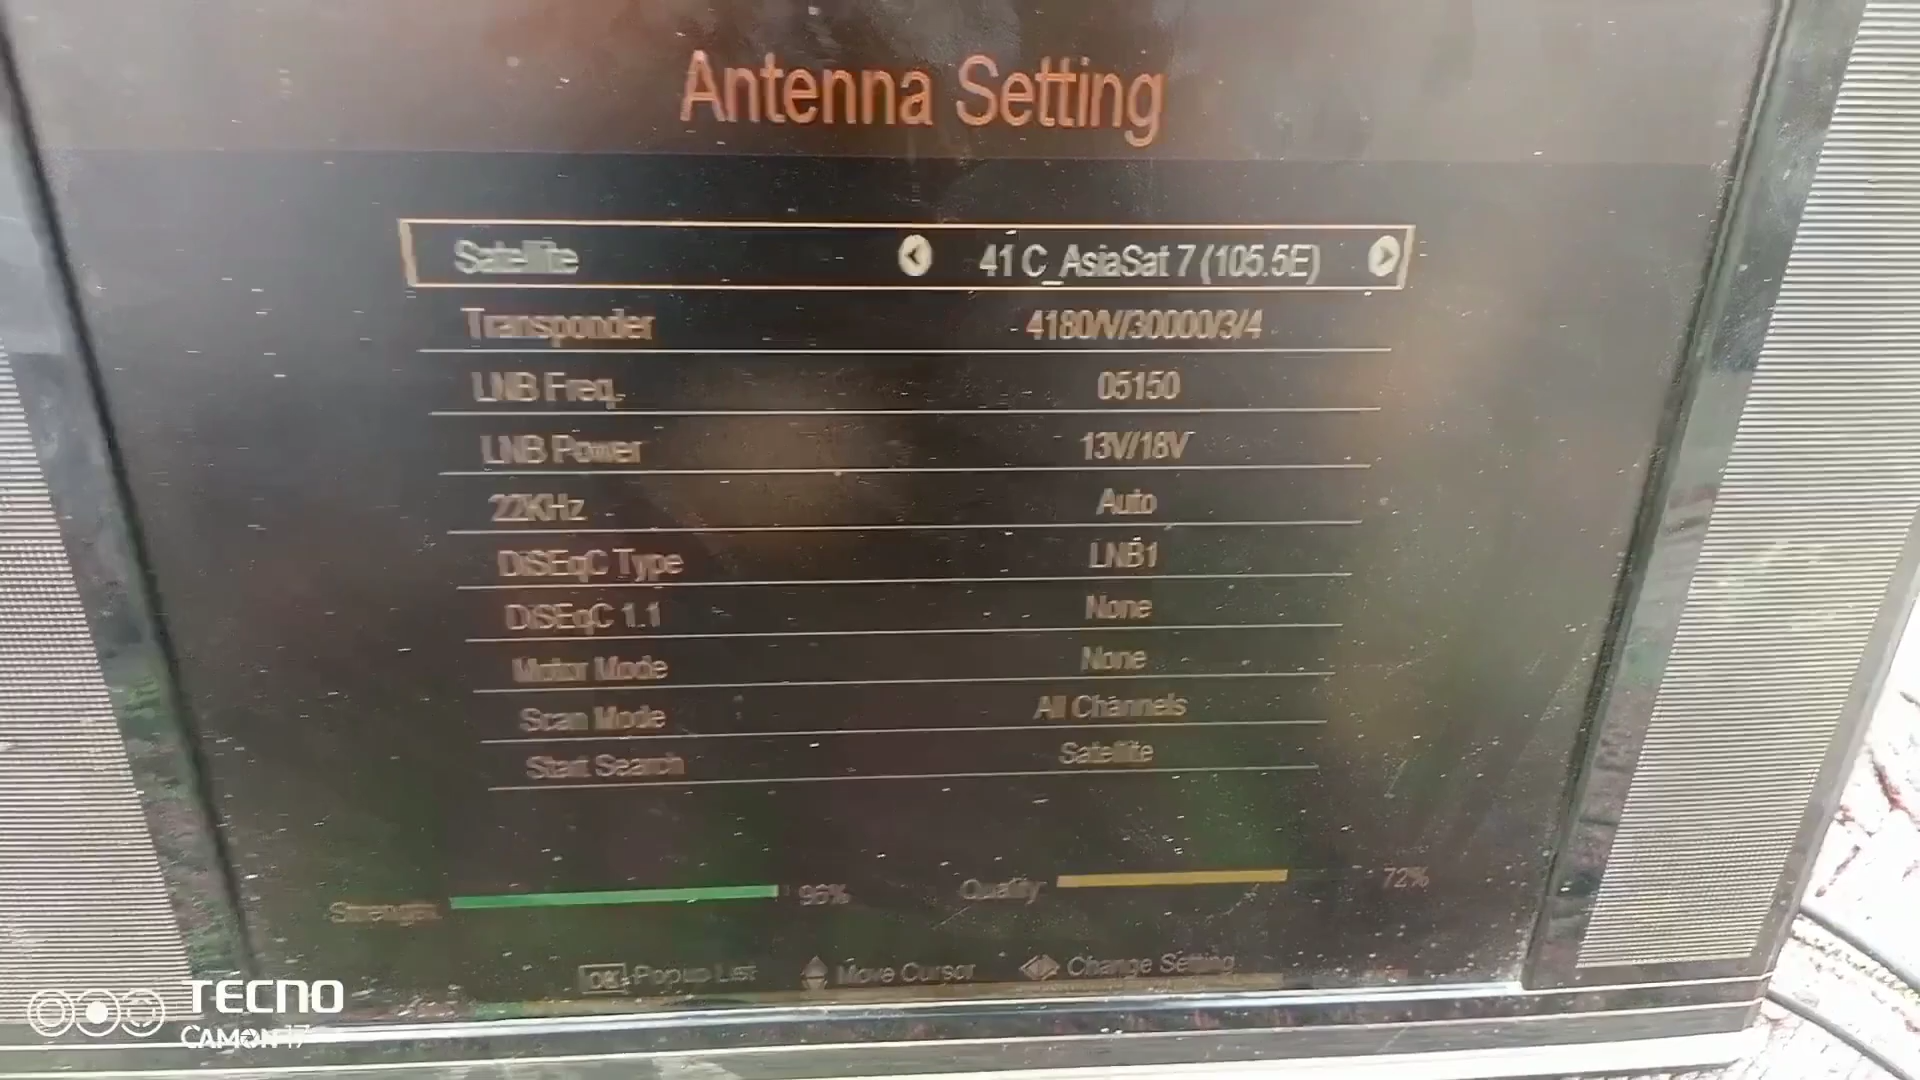 Antenna Setting
Satellite 41 C_AsiaSat 7 (105.5E)
Transponder 4180/V/30000/3/4
LNB Freq. 05150
LNB Power 13V/18V
22KHz Auto
DiSEqC Type LNB1
DiSEqC 1.1 None
Motor Mode None
Scan Mode All Channels
Start Search Satellite
Strength: 96% Quality: 72%
OK Popup List Move Cursor Change Setting
TECNO
CAMON 17